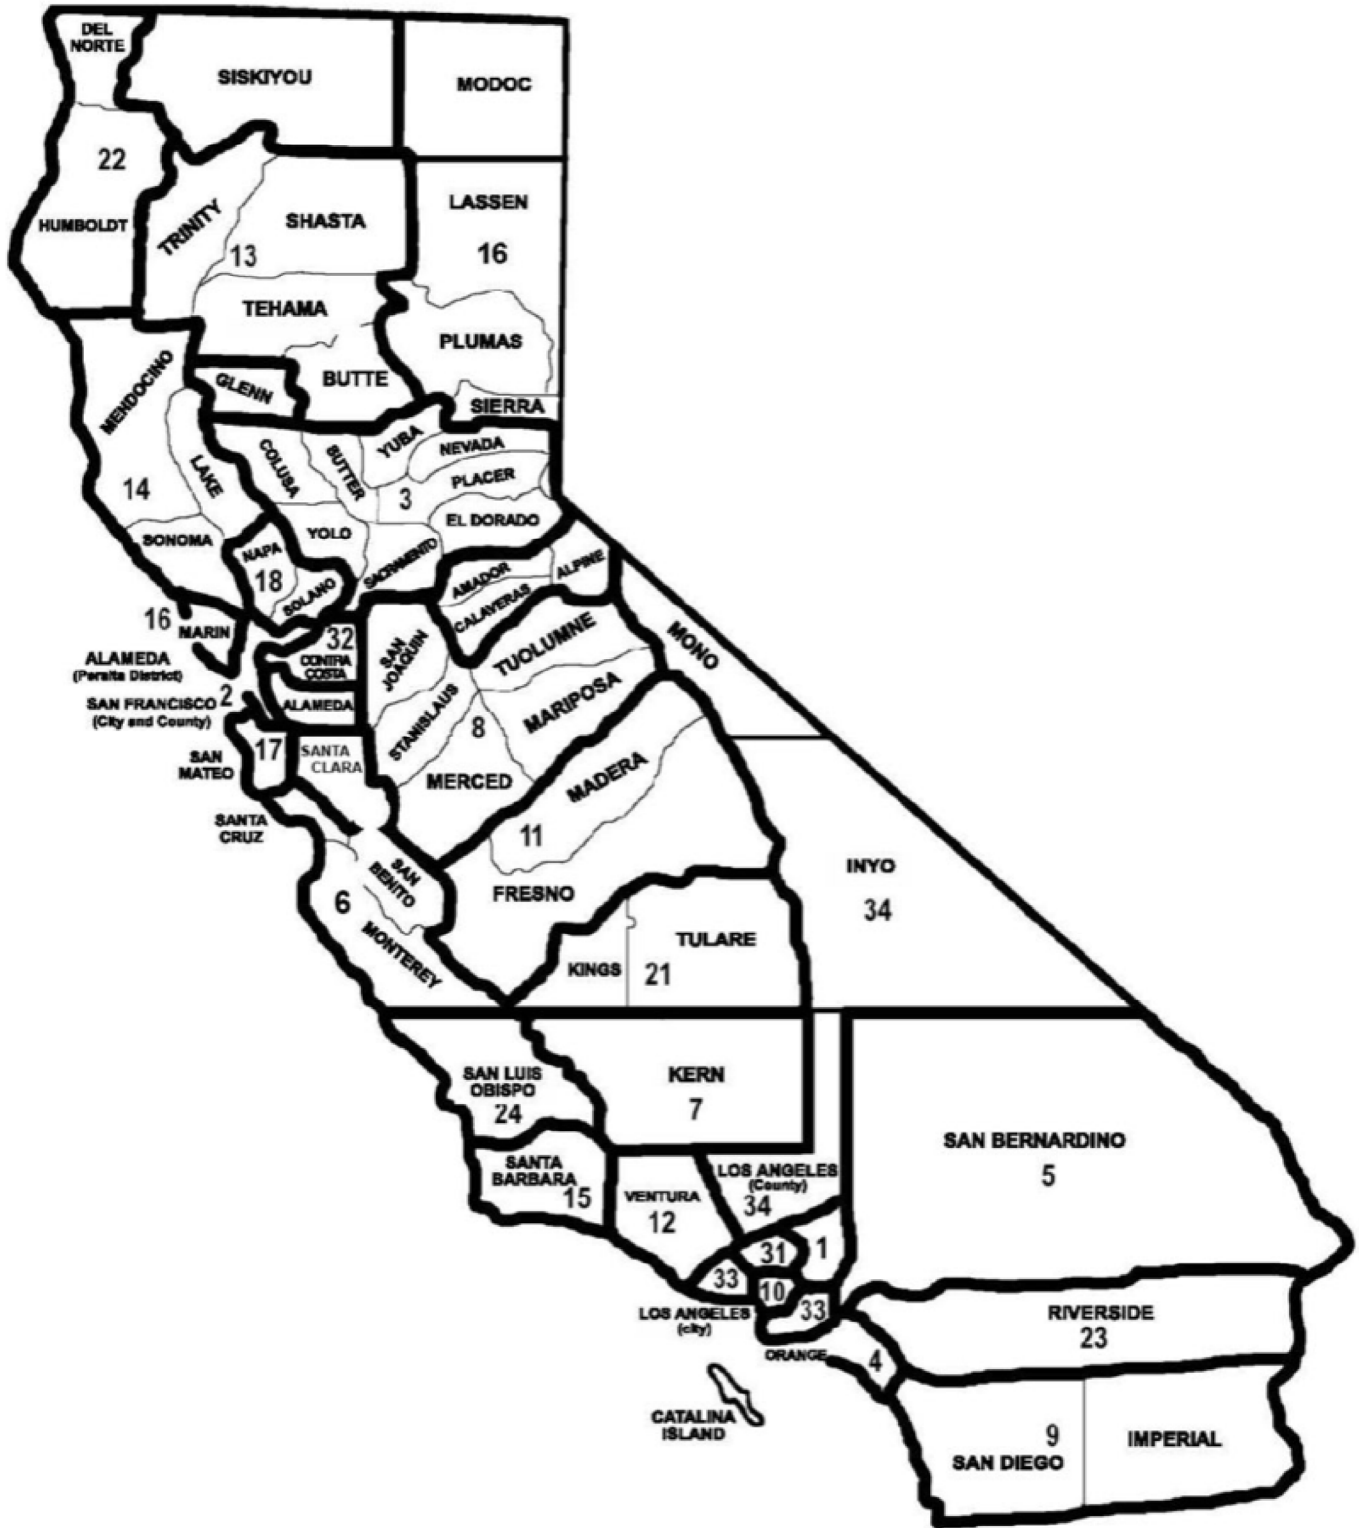 DEL
NORTE
SISKIYOU
MODOC
22
HUMBOLDT
TRINITY
SHASTA
13
LASSEN
16
TEHAMA
PLUMAS
MENDOCINO
GLENN
BUTTE
SIERRA
14
LAKE
COLUSA
SUTTER
YUBA
NEVADA
PLACER
3
EL DORADO
SONOMA
YOLO
NAPA
18
SOLANO
SACRAMENTO
AMADOR
ALPINE
CALAVERAS
16
MARIN
ALAMEDA
(Peralta District)
2
SAN FRANCISCO
(City and County)
32
CONTRA
COSTA
ALAMEDA
SAN
JOAQUIN
TUOLUMNE
MONO
STANISLAUS
8
MARIPOSA
SAN
MATEO
17
SANTA
CLARA
MERCED
MADERA
SANTA
CRUZ
11
SAN
BENITO
FRESNO
INYO
34
6
MONTEREY
KINGS
21
TULARE
SAN LUIS
OBISPO
24
KERN
7
SAN BERNARDINO
5
SANTA
BARBARA
15
VENTURA
12
LOS ANGELES
(County)
34
31
1
33
10
33
LOS ANGELES
(city)
ORANGE
4
RIVERSIDE
23
CATALINA
ISLAND
9
SAN DIEGO
IMPERIAL